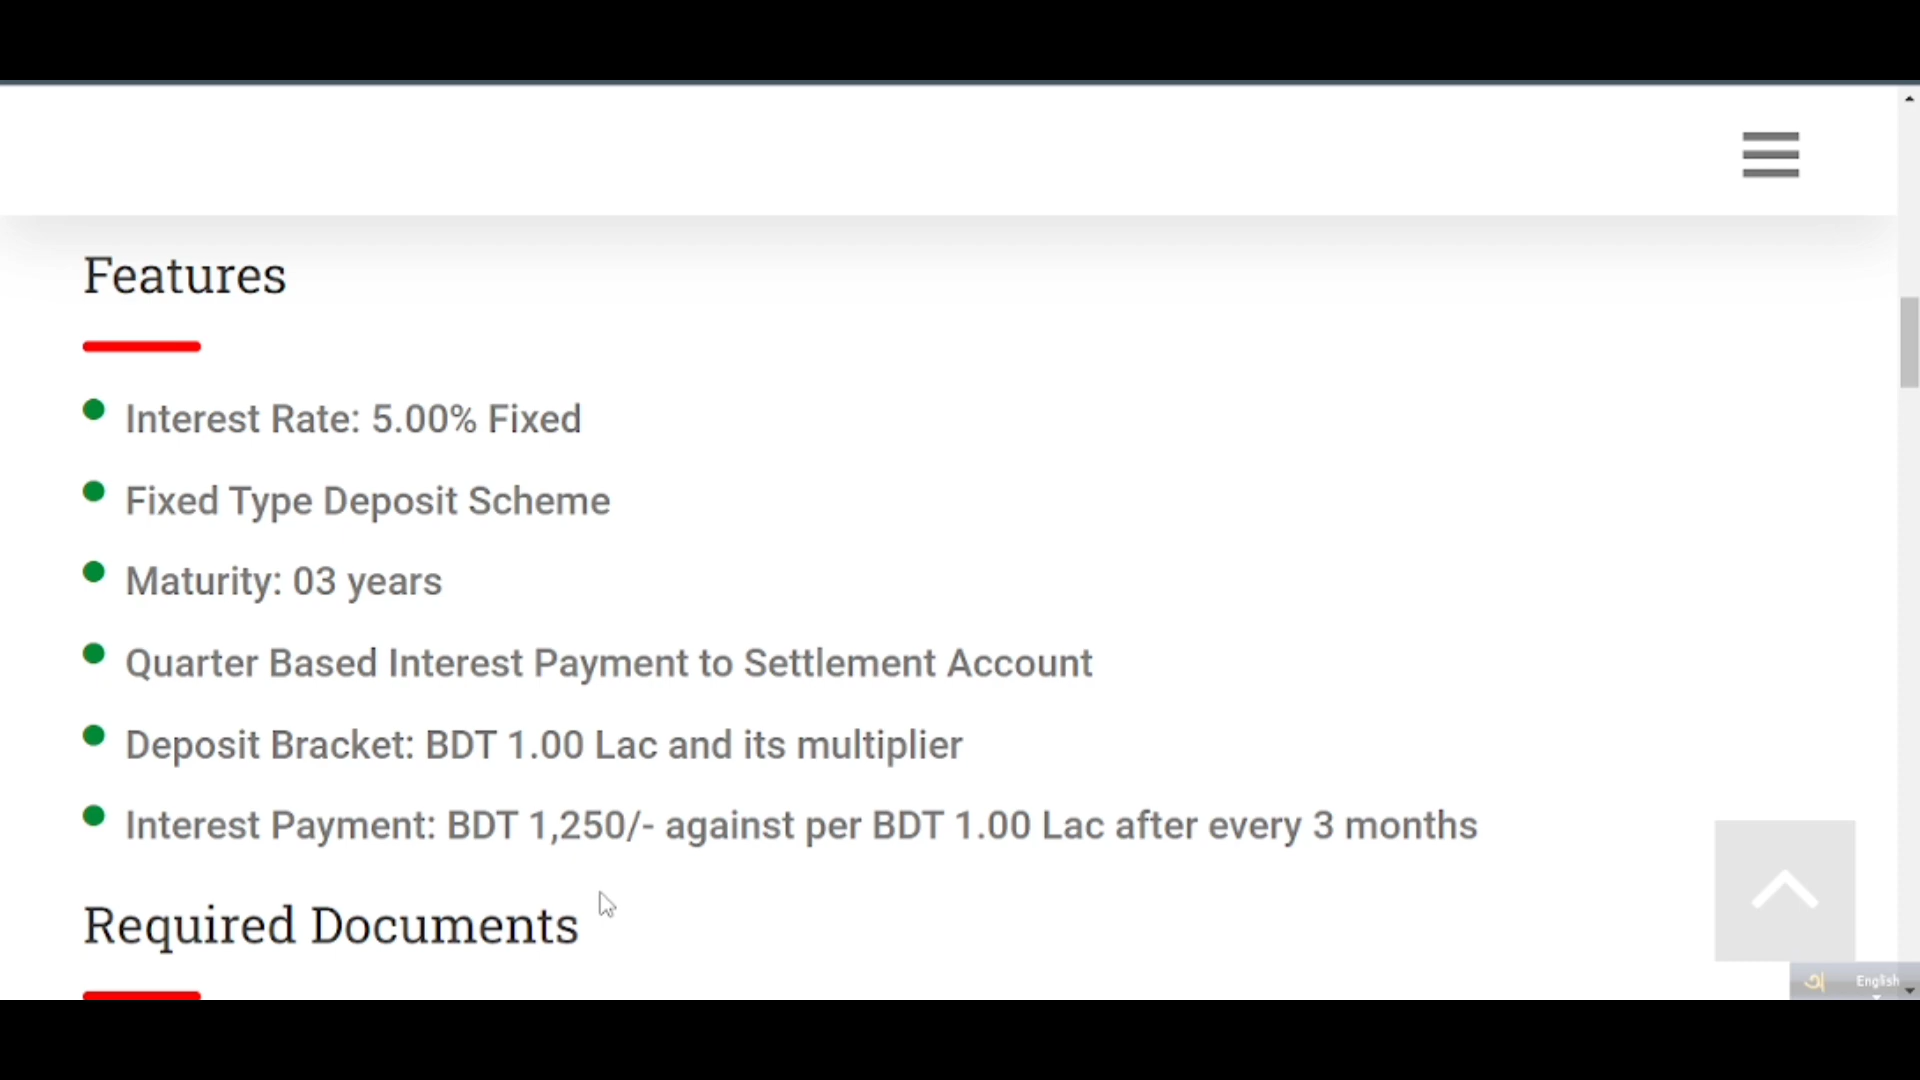 Features
Interest Rate: 5.00% Fixed
Fixed Type Deposit Scheme
Maturity: 03 years
Quarter Based Interest Payment to Settlement Account
Deposit Bracket: BDT 1.00 Lac and its multiplier
Interest Payment: BDT 1,250/- against per BDT 1.00 Lac after every 3 months
Required Documents
অ English